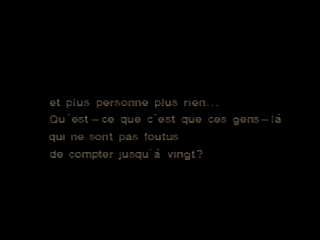 et plus personne plus rien...
Qu'est-ce que c'est que ces gens-là
qui ne sont pas foutus
de compter jusqu'à vingt?